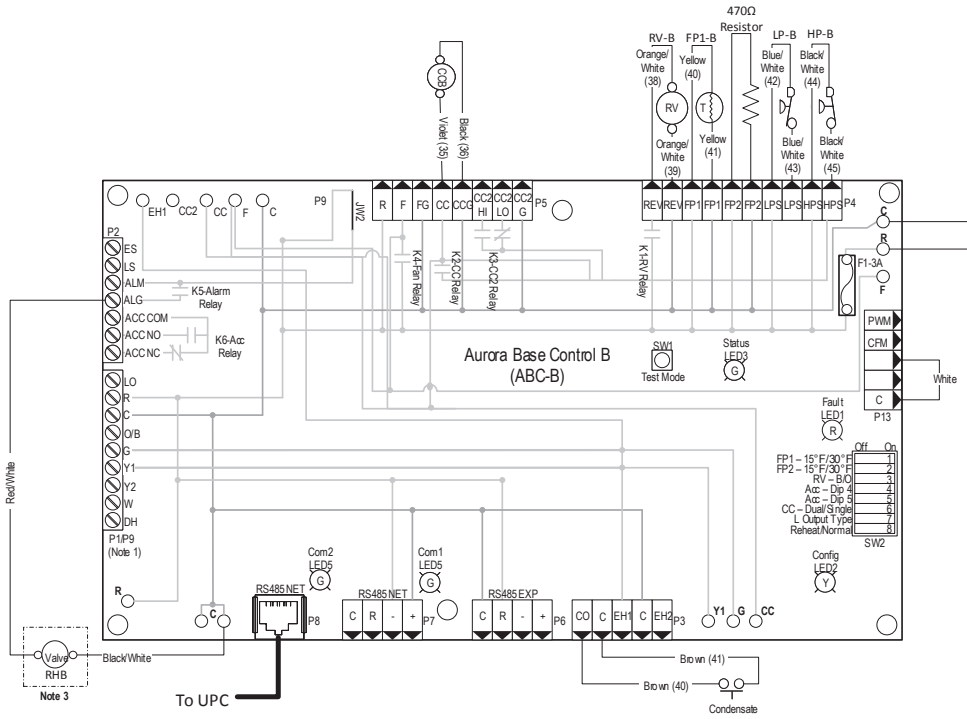 470Ω
Resistor
RV-B
FP1-B
LP-B
HP-B
Orange/
White
(38)
Yellow
(40)
Blue/
White
(42)
Black/
White
(44)
CCB
RV
T
Violet (35)
Black (36)
Orange/
White
(39)
Yellow
(41)
Blue/
White
(43)
Black/
White
(45)
EH1
CC2
CC
F
C
P9
JW2
R
F
FG
CC
CCG
CC2
HI
CC2
LO
CC2
G
P5
REV
REV
FP1
FP1
FP2
FP2
LPS
LPS
HPS
HPS
P4
C
R
F1-3A
F
P2
ES
LS
ALM
ALG
ACC COM
ACC NO
ACC NC
K5-Alarm
Relay
K6-Acc
Relay
K4-Fan Relay
K2-CC Relay
K3-CC2 Relay
K1-RV Relay
Aurora Base Control B
(ABC-B)
SW1
Test Mode
Status
LED3
G
PWM
CFM
C
P13
White
LO
R
C
O/B
G
Y1
Y2
W
DH
P1/P9
(Note 1)
Red/White
Fault
LED1
R
Off On
FP1 – 15°F/30°F 1
FP2 – 15°F/30°F 2
RV – B/O 3
Acc – Dip 4 4
Acc – Dip 5 5
CC – Dual/Single 6
L Output Type 7
Reheat/Normal 8
SW2
Config
LED2
Y
R
C
Com2
LED5
G
RS485 NET
P8
Com1
LED5
G
RS485 NET
C
R
-
+
P7
RS485 EXP
C
R
-
+
P6
CO
C
EH1
C
EH2
P3
Y1
G
CC
Valve
RHB
Note 3
Black/White
To UPC
Brown (41)
Brown (40)
Condensate